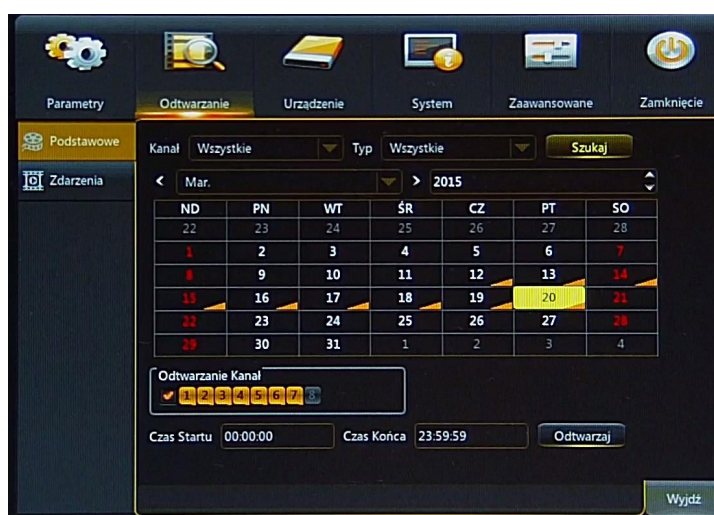 Parametry Odtwarzanie Urządzenie System Zaawansowane Zamknięcie
Podstawowe
Zdarzenia
Kanał Wszystkie Typ Wszystkie Szukaj
< Mar. > 2015
ND PN WT ŚR CZ PT SO
22 23 24 25 26 27 28
1 2 3 4 5 6 7
8 9 10 11 12 13 14
15 16 17 18 19 20 21
22 23 24 25 26 27 28
29 30 31 1 2 3 4
Odtwarzanie Kanał
1 2 3 4 5 6 7 8
Czas Startu 00:00:00 Czas Końca 23:59:59 Odtwarzaj
Wyjdź